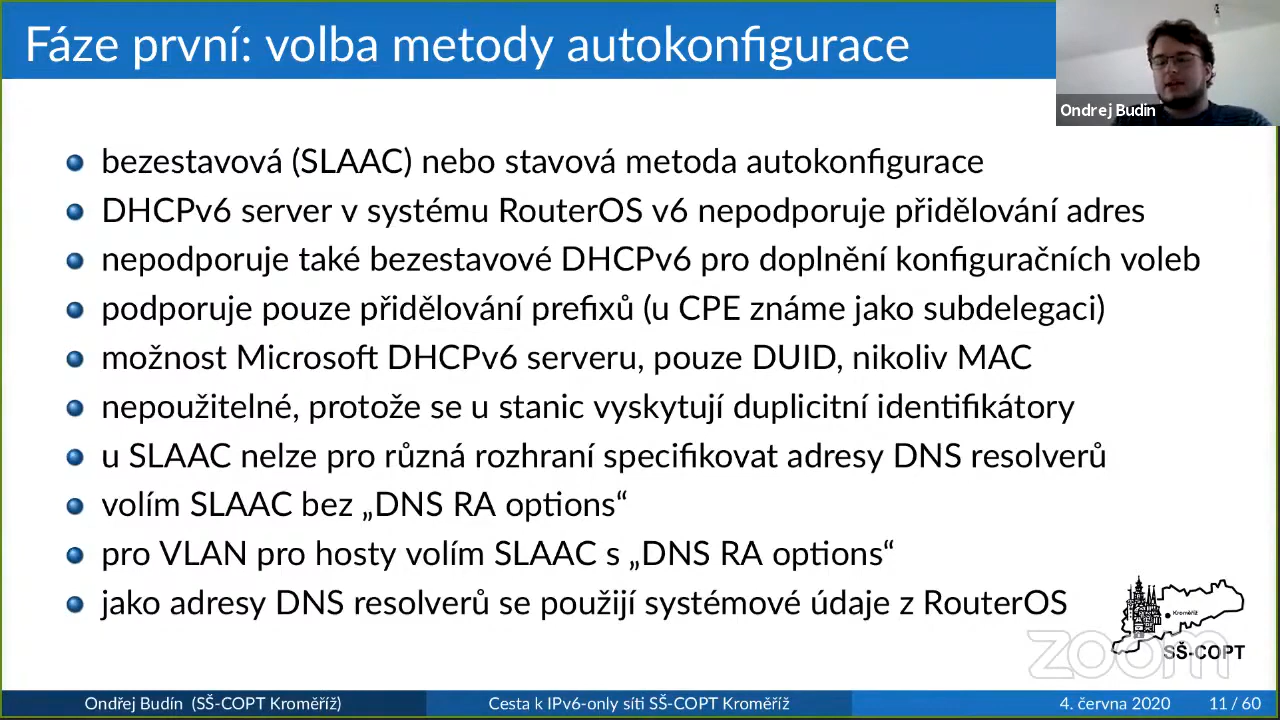 Fáze první: volba metody autokonfigurace
Ondrej Budin
bezestavová (SLAAC) nebo stavová metoda autokonfigurace
DHCPv6 server v systému RouterOS v6 nepodporuje přidělování adres
nepodporuje také bezestavové DHCPv6 pro doplnění konfiguračních voleb
podporuje pouze přidělování prefixů (u CPE známe jako subdelegaci)
možnost Microsoft DHCPv6 serveru, pouze DUID, nikoliv MAC
nepoužitelné, protože se u stanic vyskytují duplicitní identifikátory
u SLAAC nelze pro různá rozhraní specifikovat adresy DNS resolverů
volím SLAAC bez „DNS RA options“
pro VLAN pro hosty volím SLAAC s „DNS RA options“
jako adresy DNS resolverů se použijí systémové údaje z RouterOS
Kroměříž
zoom
SŠ-COPT
Ondřej Budín (SŠ-COPT Kroměříž)
Cesta k IPv6-only síti SŠ-COPT Kroměříž
4. června 2020
11 / 60